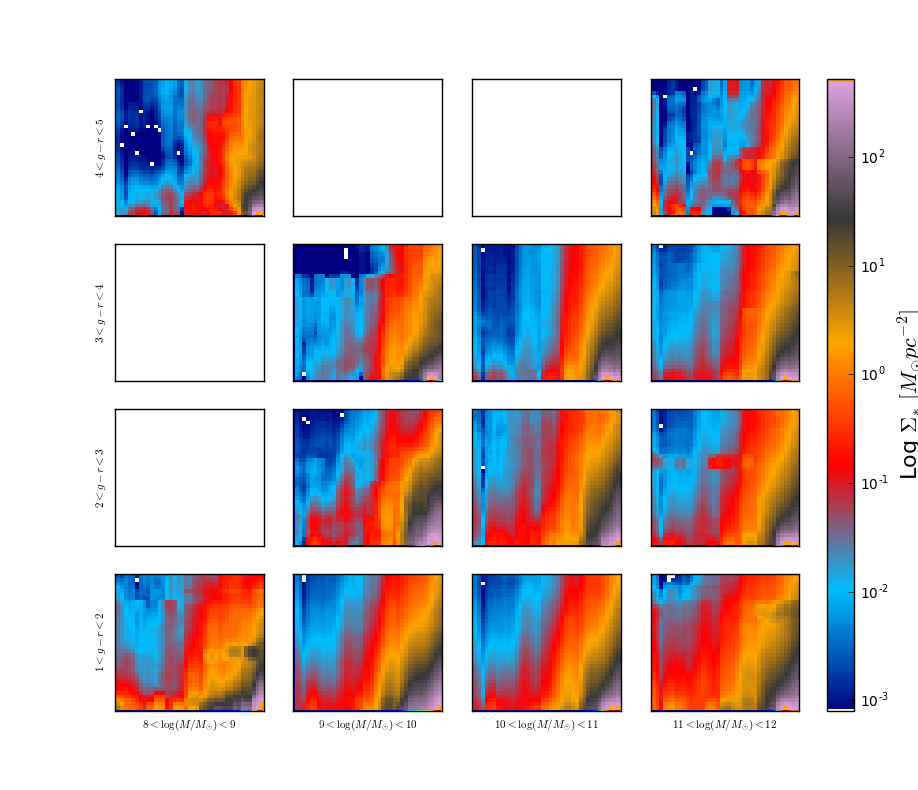 4 < g − r < 5
10²
3 < g − r < 4
10¹
10⁰
2 < g − r < 3
10⁻¹
1 < g − r < 2
10⁻²
10⁻³
8 < log(M/M⊙) < 9
9 < log(M/M⊙) < 10
10 < log(M/M⊙) < 11
11 < log(M/M⊙) < 12
Log Σ* [M⊙pc⁻²]